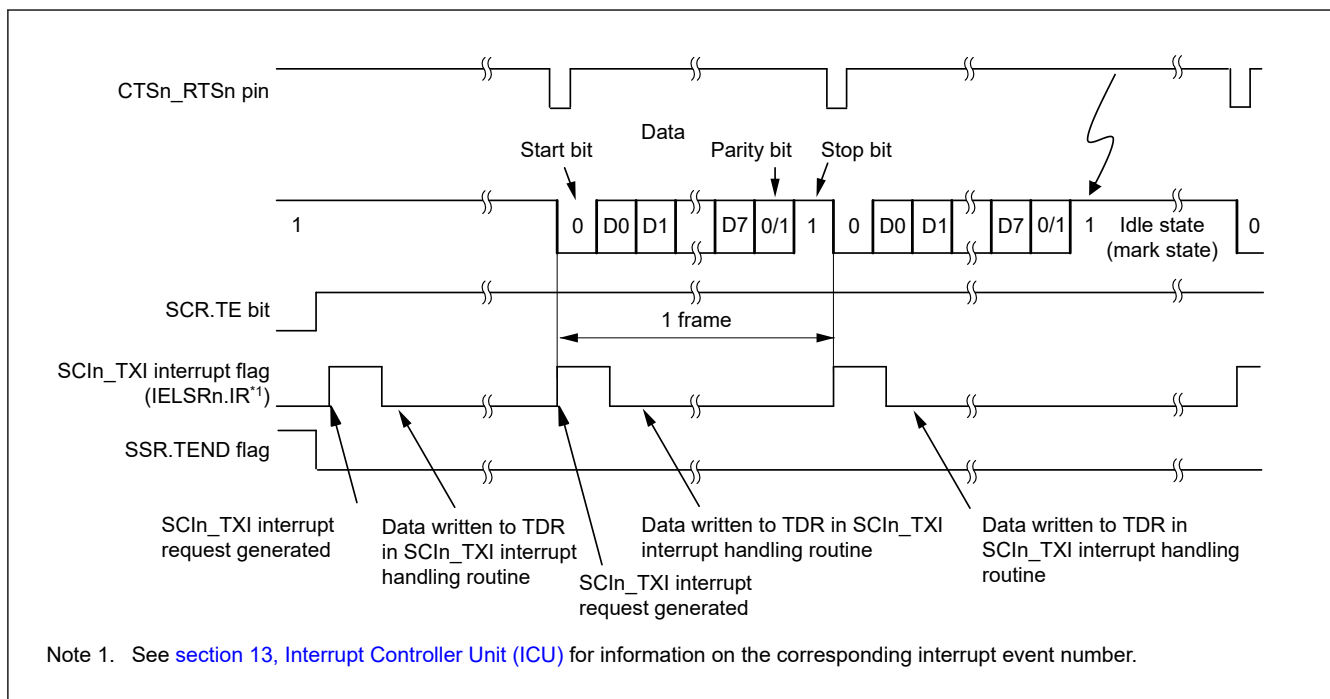 CTSn_RTSn pin
Data
Start bit
Parity bit
Stop bit
1
0
D0
D1
D7
0/1
1
0
D0
D1
D7
0/1
1
Idle state
(mark state)
0
SCR.TE bit
1 frame
SCIn_TXI interrupt flag
(IELSRn.IR*1)
SSR.TEND flag
SCIn_TXI interrupt
request generated
Data written to TDR
in SCIn_TXI interrupt
handling routine
SCIn_TXI interrupt
request generated
Data written to TDR in SCIn_TXI
interrupt handling routine
Data written to TDR in
SCIn_TXI interrupt handling
routine
Note 1. See section 13, Interrupt Controller Unit (ICU) for information on the corresponding interrupt event number.